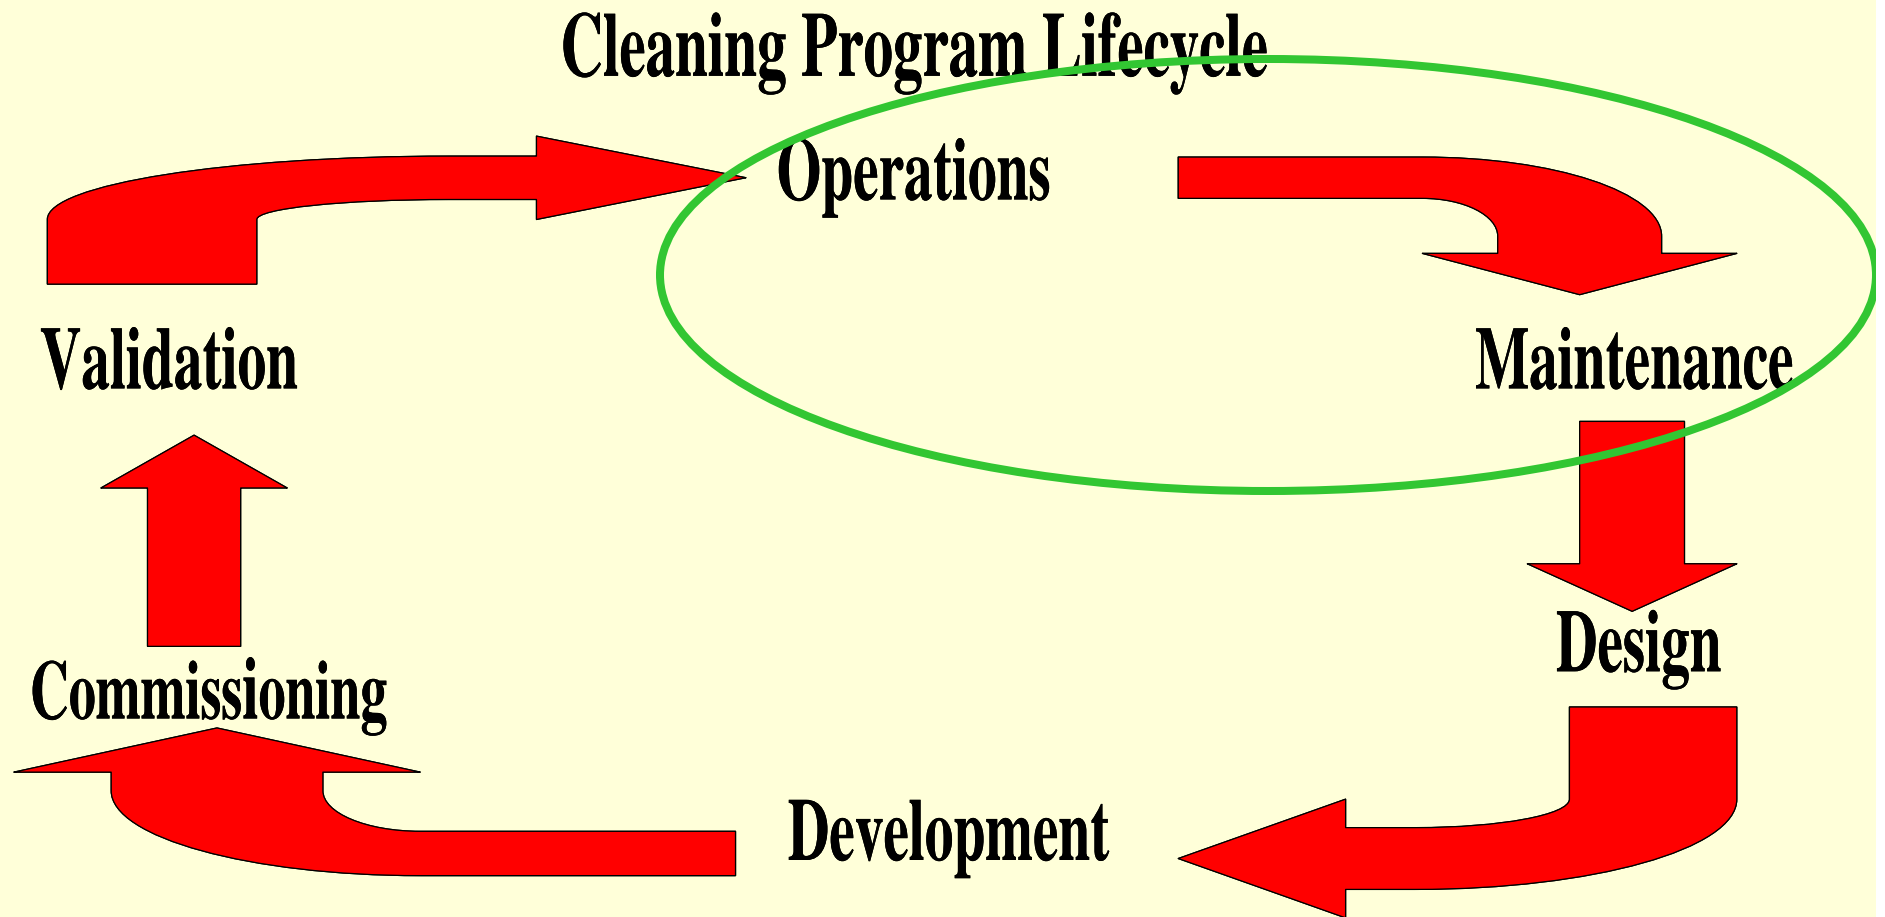 Cleaning Program Lifecycle
Operations
Validation
Maintenance
Design
Commissioning
Development